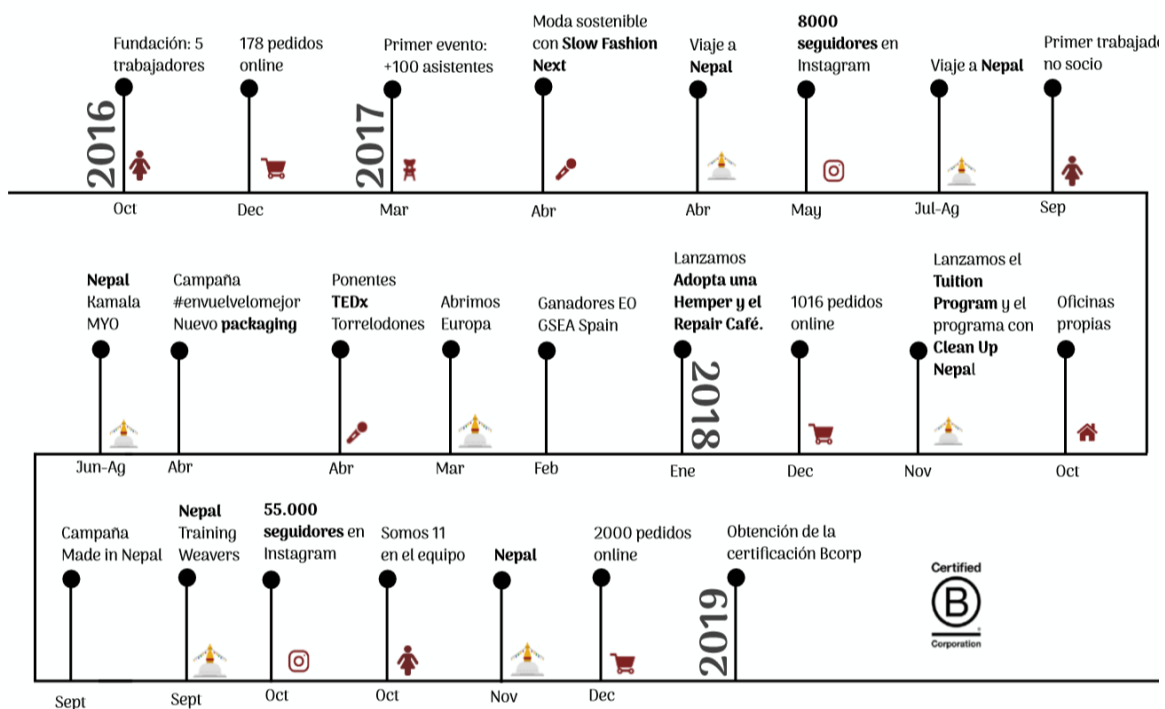 Fundación: 5
trabajadores
178 pedidos
online
Primer evento:
+100 asistentes
Moda sostenible
con Slow Fashion
Next
Viaje a
Nepal
8000
seguidores en
Instagram
Viaje a Nepal
Primer trabajado
no socio
2016
2017
Oct
Dec
Mar
Abr
Abr
May
Jul-Ag
Sep
Nepal
Kamala
MYO
Campaña
#envuelvelomejor
Nuevo packaging
Ponentes
TEDx
Torrelodones
Abrimos
Europa
Ganadores EO
GSEA Spain
Lanzamos
Adopta una
Hemper y el
Repair Café.
1016 pedidos
online
Lanzamos el
Tuition
Program y el
programa con
Clean Up
Nepal
Oficinas
propias
2018
Jun-Ag
Abr
Abr
Mar
Feb
Ene
Dec
Nov
Oct
Campaña
Made in Nepal
Nepal
Training
Weavers
55.000
seguidores en
Instagram
Somos 11
en el equipo
Nepal
2000 pedidos
online
Obtención de la
certificación Bcorp
2019
Certified
B
Corporation
Sept
Sept
Oct
Oct
Nov
Dec